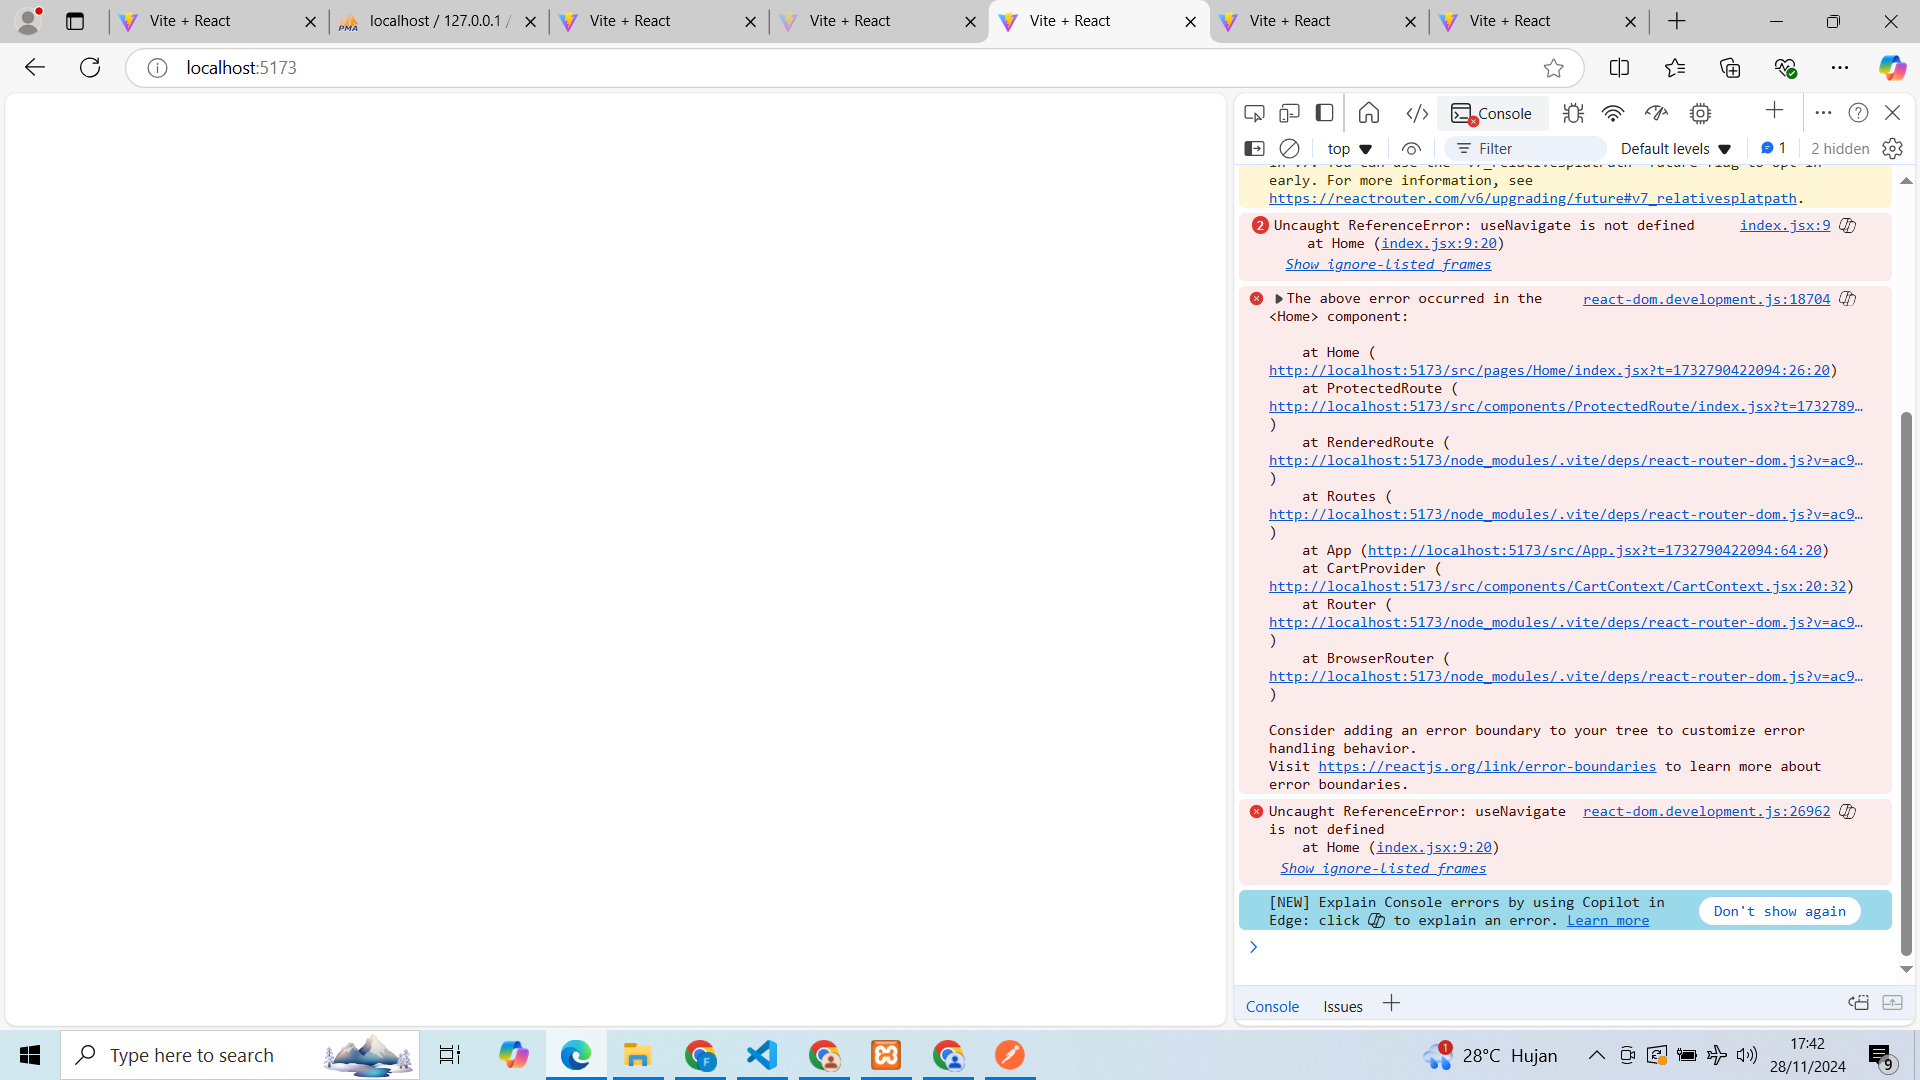 Vite + React
localhost / 127.0.0.1 /
Vite + React
Vite + React
Vite + React
Vite + React
Vite + React
localhost:5173
Console
top
Filter
Default levels
1
2 hidden
in v7. You can use the `v7_relativeSplatPath` future flag to opt-in
early. For more information, see
https://reactrouter.com/v6/upgrading/future#v7_relativesplatpath.
2 Uncaught ReferenceError: useNavigate is not defined index.jsx:9
at Home (index.jsx:9:20)
Show ignore-listed frames
The above error occurred in the react-dom.development.js:18704
<Home> component:
at Home (
http://localhost:5173/src/pages/Home/index.jsx?t=1732790422094:26:20)
at ProtectedRoute (
http://localhost:5173/src/components/ProtectedRoute/index.jsx?t=1732789…
)
at RenderedRoute (
http://localhost:5173/node_modules/.vite/deps/react-router-dom.js?v=ac9…
)
at Routes (
http://localhost:5173/node_modules/.vite/deps/react-router-dom.js?v=ac9…
)
at App (http://localhost:5173/src/App.jsx?t=1732790422094:64:20)
at CartProvider (
http://localhost:5173/src/components/CartContext/CartContext.jsx:20:32)
at Router (
http://localhost:5173/node_modules/.vite/deps/react-router-dom.js?v=ac9…
)
at BrowserRouter (
http://localhost:5173/node_modules/.vite/deps/react-router-dom.js?v=ac9…
)
Consider adding an error boundary to your tree to customize error
handling behavior.
Visit https://reactjs.org/link/error-boundaries to learn more about
error boundaries.
Uncaught ReferenceError: useNavigate react-dom.development.js:26962
is not defined
at Home (index.jsx:9:20)
Show ignore-listed frames
[NEW] Explain Console errors by using Copilot in
Edge: click to explain an error. Learn more
Don't show again
Console
Issues
Type here to search
1
28°C Hujan
17:42
28/11/2024
9